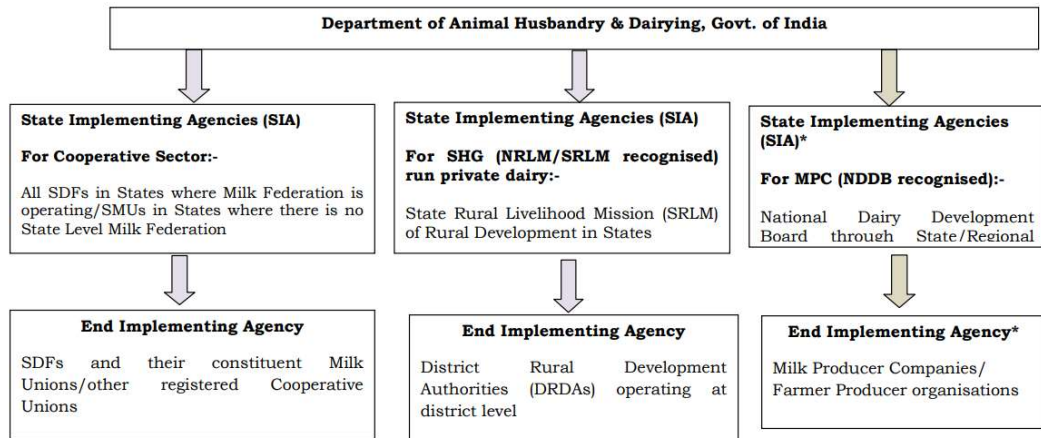 Department of Animal Husbandry & Dairying, Govt. of India
State Implementing Agencies (SIA)
For Cooperative Sector:-
All SDFs in States where Milk Federation is
operating/SMUs in States where there is no
State Level Milk Federation
State Implementing Agencies (SIA)
For SHG (NRLM/SRLM recognised)
run private dairy:-
State Rural Livelihood Mission (SRLM)
of Rural Development in States
State Implementing Agencies
(SIA)*
For MPC (NDDB recognised):-
National Dairy Development
Board through State/Regional
End Implementing Agency
SDFs and their constituent Milk
Unions/other registered Cooperative
Unions
End Implementing Agency
District Rural Development
Authorities (DRDAs) operating at
district level
End Implementing Agency*
Milk Producer Companies/
Farmer Producer organisations